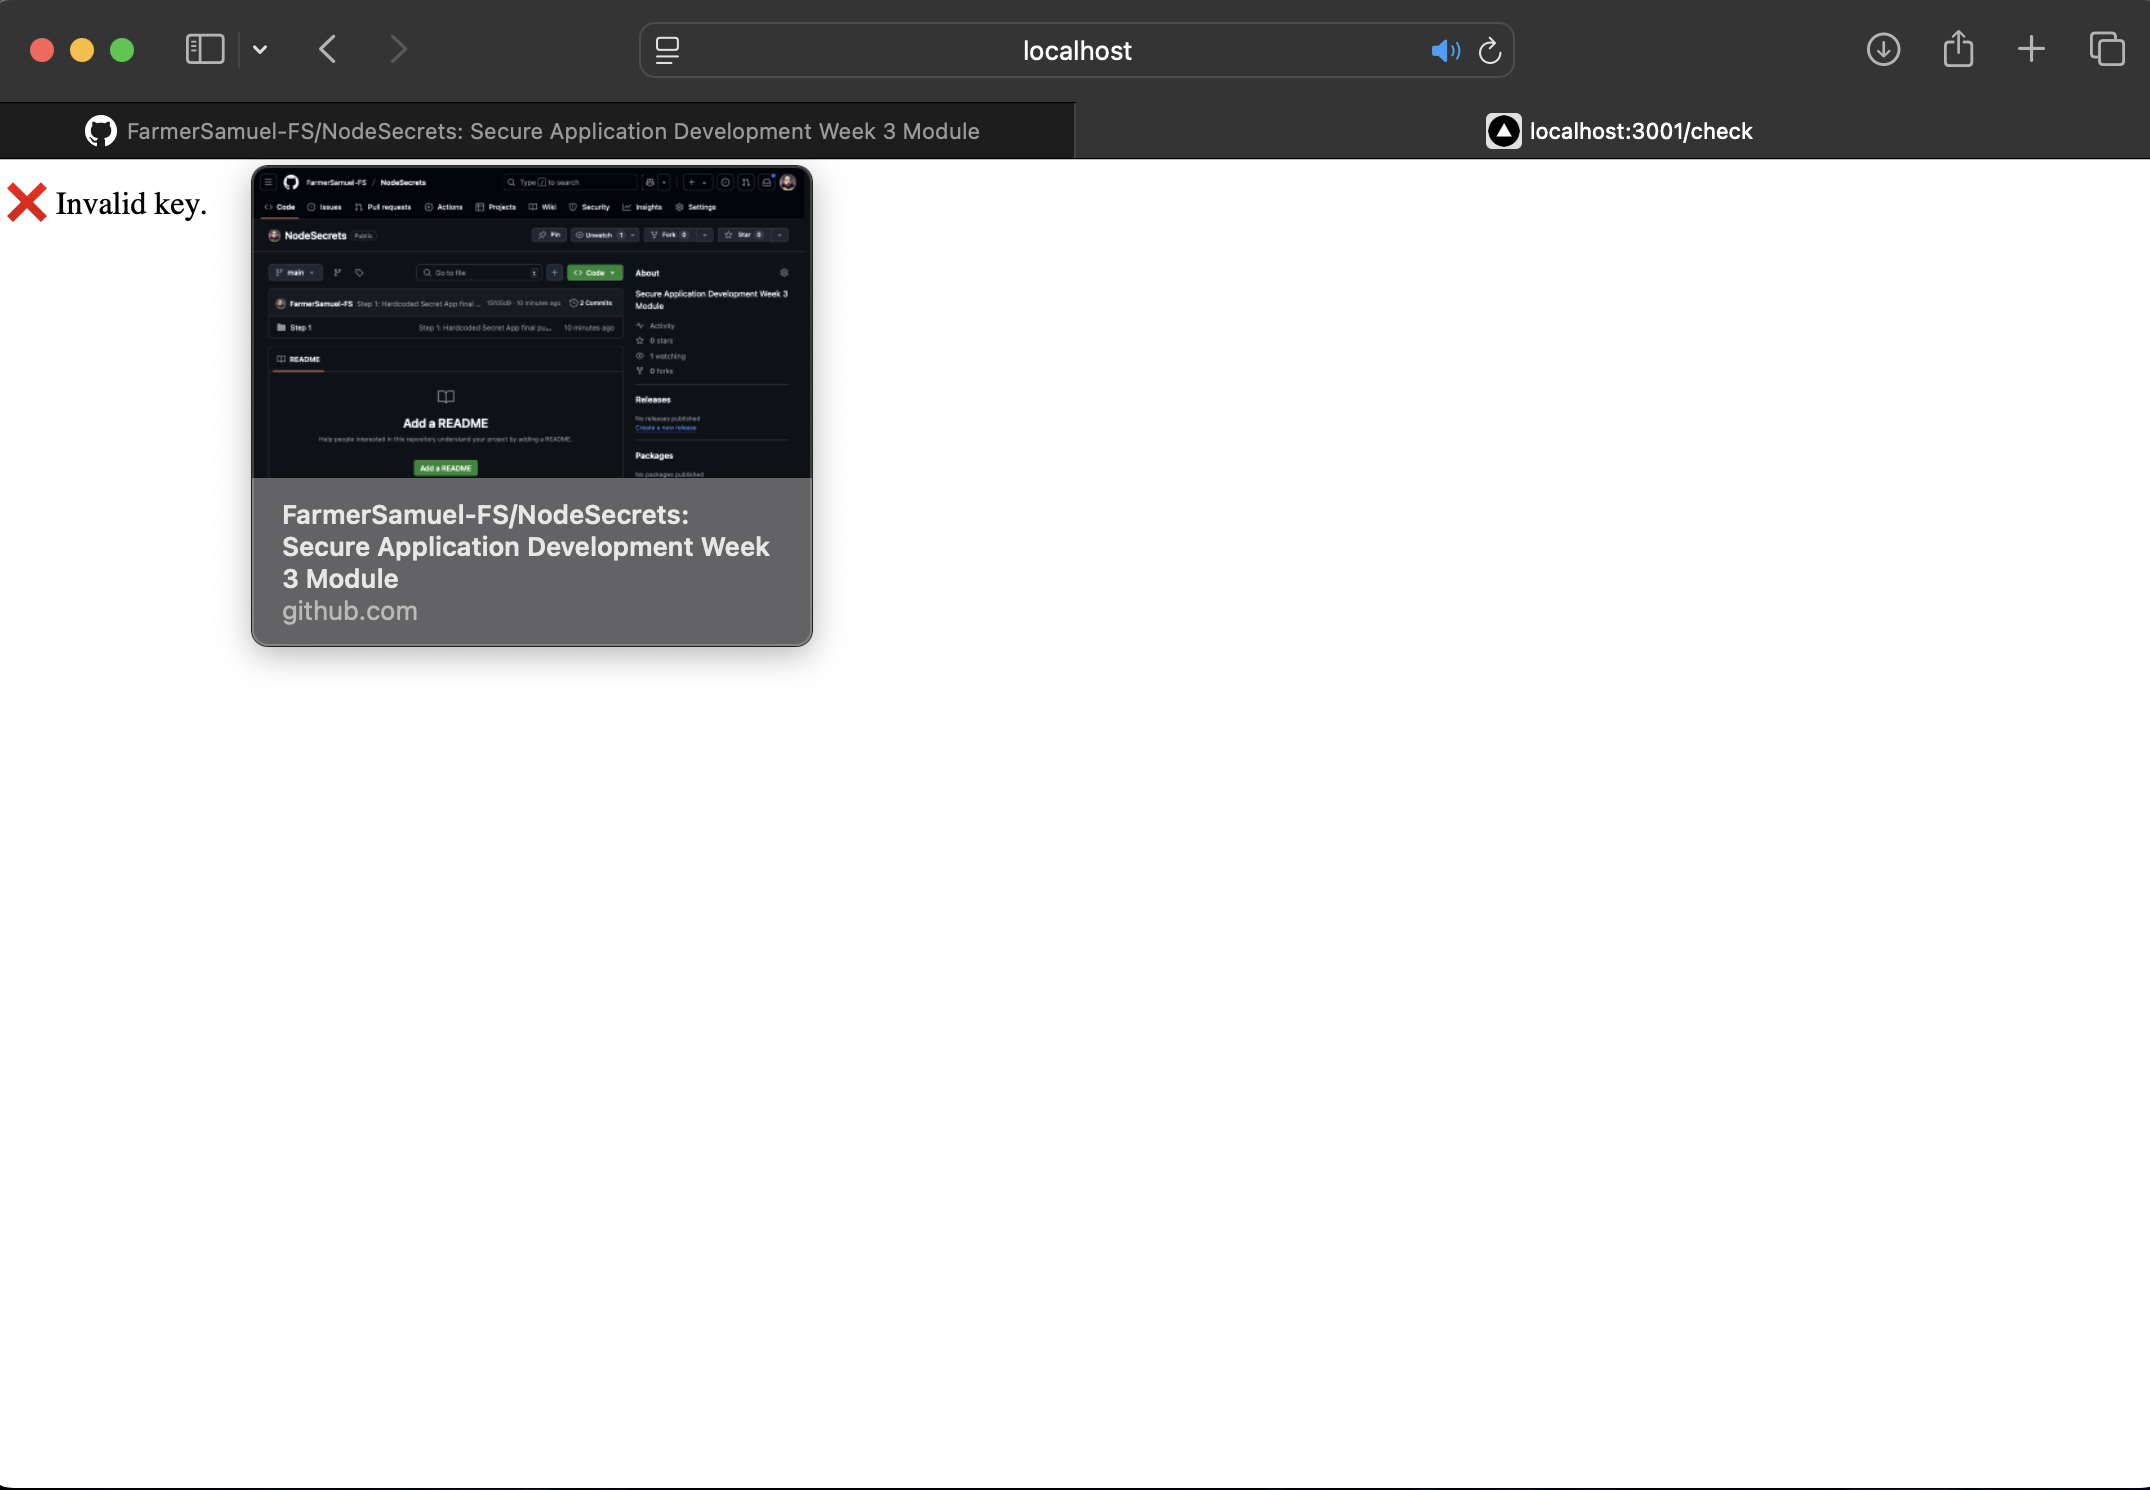 localhost
FarmerSamuel-FS/NodeSecrets: Secure Application Development Week 3 Module
localhost:3001/check
❌ Invalid key.
FarmerSamuel-FS / NodeSecrets
Type / to search
Code Issues Pull requests Actions Projects Wiki Security Insights Settings
NodeSecrets Public
Pin Unwatch 1 Fork 0 Star 0
main Go to file t Code
FarmerSamuel-FS Step 1: Hardcoded Secret App final ... 10 minutes ago 2 Commits
Step 1 Step 1: Hardcoded Secret App final pu... 10 minutes ago
README
Add a README
Help people interested in this repository understand your project by adding a README.
Add a README
About
Secure Application Development Week 3
Module
Activity
0 stars
1 watching
0 forks
Releases
No releases published
Create a new release
Packages
No packages published
FarmerSamuel-FS/NodeSecrets:
Secure Application Development Week
3 Module
github.com